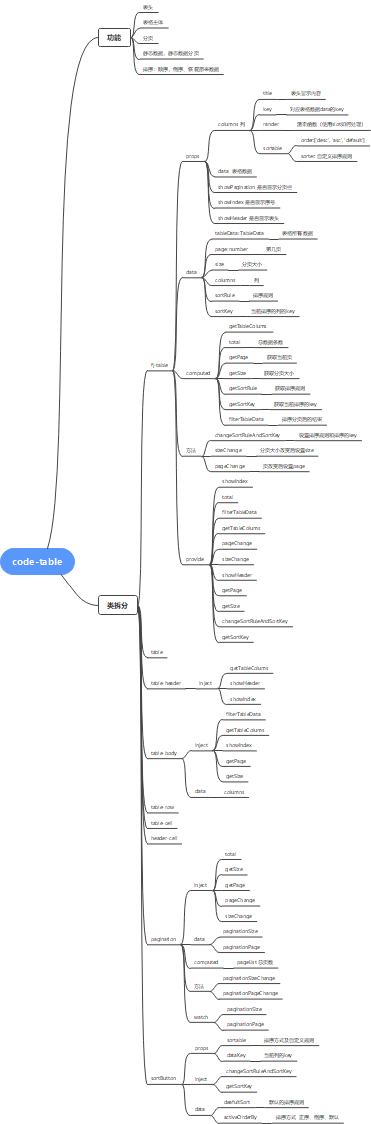 code-table
功能
表头
表格主体
分页
静态数据，静态数据分页
排序：顺序，倒序，恢复原来数据
类拆分
fj-table
props
columns 列
title 表头显示内容
key 对应表格数据data的key
render 渲染函数
sortable
order['desc', 'asc', 'default']
sorter 自定义排序规则
data 表格数据
showPagination 是否显示分页栏
showIndex 是否显示序号
showHeader 是否显示表头
data
tableData:TableData 表格所有数据
page:number 第几页
size 分页大小
columns 列
sortRule 排序规则
sortKey 当前排序的列的key
computed
getTableColums
total 总数据条数
getPage 获取当前页
getSize 获取分页大小
getSortRule 获取排序规则
getSortKey 获取当前排序的key
filterTableData 排序分页后的结果
方法
changeSortRuleAndSortKey 设置排序规则和排序的key
sizeChange 分页大小改变后设置size
pageChange 页改变后设置page
provide
showIndex
total
filterTableData
getTableColums
pageChange
sizeChange
showHeader
getPage
getSize
changeSortRuleAndSortKey
getSortKey
table
table-header
inject
getTableColums
showHeader
showIndex
table-body
inject
filterTableData
getTableColums
showIndex
getPage
getSize
data
columns
table-row
table-cell
header-cell
pagination
inject
total
getSize
getPage
pageChange
sizeChange
data
paginationSize
paginationPage
computed
pagelist 总页数
方法
paginationSizeChange
paginationPageChange
watch
paginationSize
paginationPage
sortButton
props
sortable 排序方式及自定义规则
dataKey 当前列的key
inject
changeSortRuleAndSortKey
getSortKey
data
daefultSort 默认的排序规则
activeOrderBy 排序方式 正序、倒序、默认